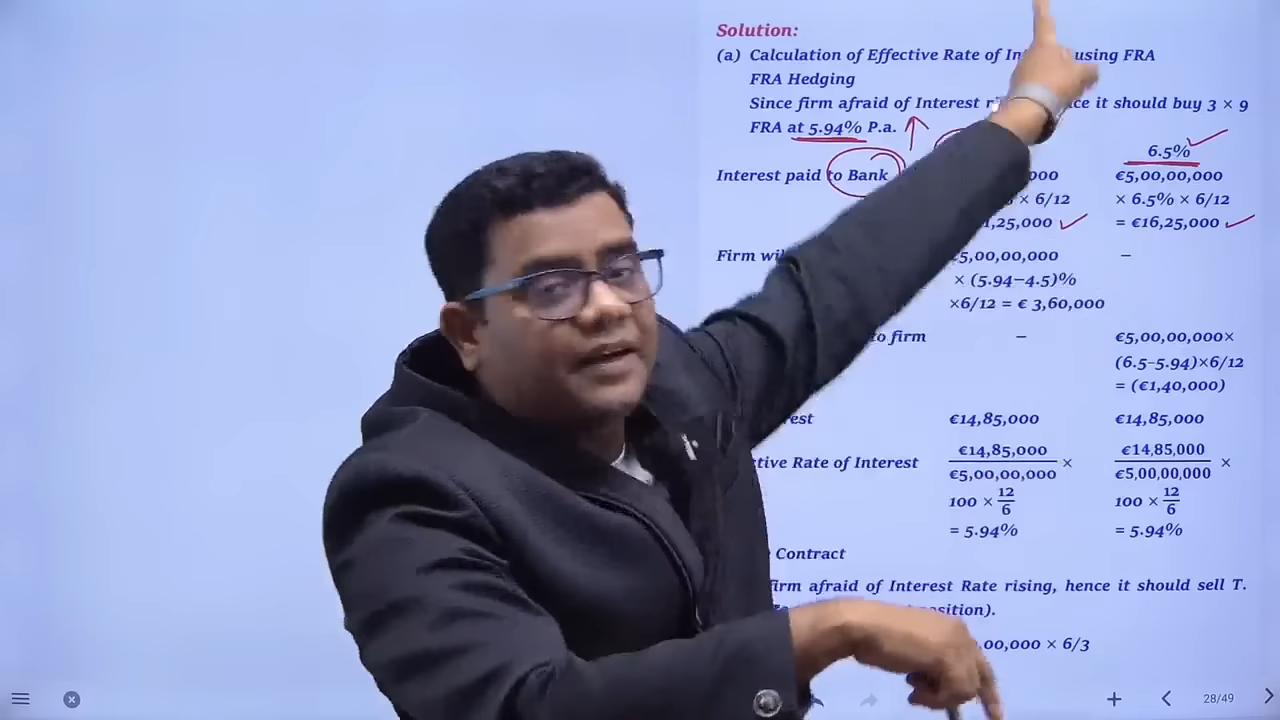 Solution:
(a) Calculation of Effective Rate of In using FRA
FRA Hedging
Since firm afraid of Interest r ce it should buy 3 × 9
FRA at 5.94% P.a.
6.5%
Interest paid to Bank 000 €5,00,00,000
× 6/12 × 6.5% × 6/12
1,25,000 = €16,25,000
Firm wi 5,00,00,000 –
× (5.94–4.5)%
×6/12 = € 3,60,000
to firm – €5,00,00,000×
(6.5–5.94)×6/12
= (€1,40,000)
est €14,85,000 €14,85,000
€14,85,000 €14,85,000
ctive Rate of Interest × ×
€5,00,00,000 €5,00,00,000
100 × 12/6 100 × 12/6
= 5.94% = 5.94%
Contract
firm afraid of Interest Rate rising, hence it should sell T.
osition).
,00,000 × 6/3
28/49